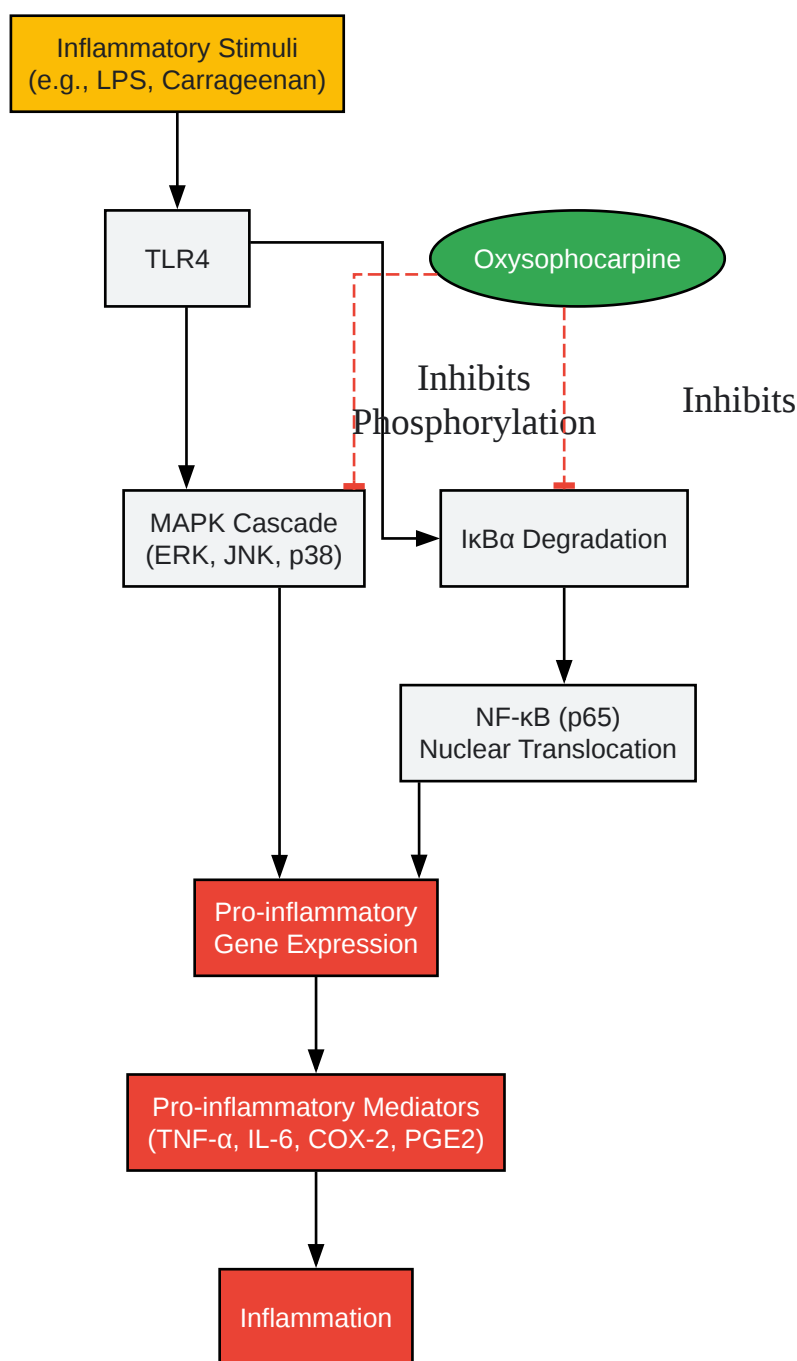 Inflammatory Stimuli
(e.g., LPS, Carrageenan)
TLR4
Oxysophocarpine
Inhibits
Phosphorylation
Inhibits
MAPK Cascade
(ERK, JNK, p38)
IκBα Degradation
NF-κB (p65)
Nuclear Translocation
Pro-inflammatory
Gene Expression
Pro-inflammatory Mediators
(TNF-α, IL-6, COX-2, PGE2)
Inflammation